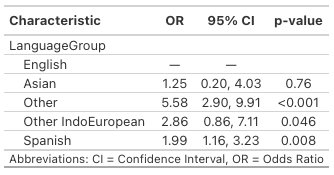 Characteristic OR 95% CI p-value
LanguageGroup
English — —
Asian 1.25 0.20, 4.03 0.76
Other 5.58 2.90, 9.91 <0.001
Other IndoEuropean 2.86 0.86, 7.11 0.046
Spanish 1.99 1.16, 3.23 0.008
Abbreviations: CI = Confidence Interval, OR = Odds Ratio